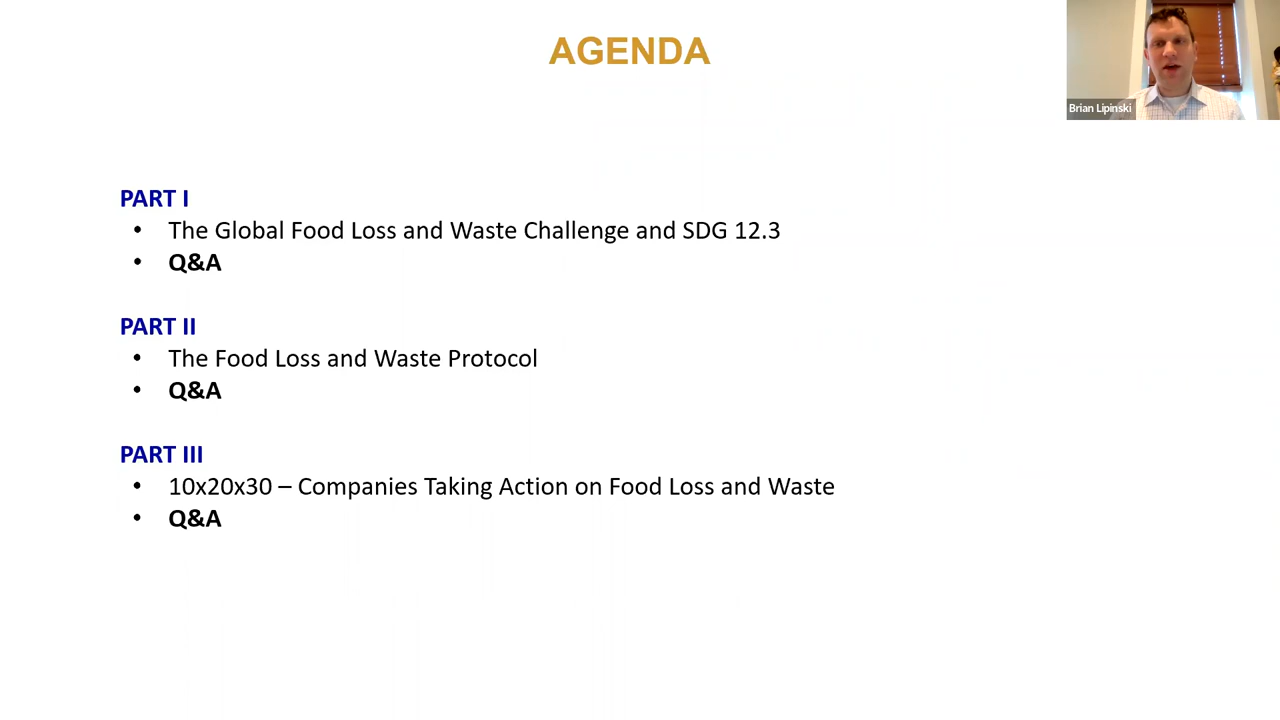 AGENDA
Brian Lipinski
PART I
• The Global Food Loss and Waste Challenge and SDG 12.3
• Q&A
PART II
• The Food Loss and Waste Protocol
• Q&A
PART III
• 10x20x30 – Companies Taking Action on Food Loss and Waste
• Q&A